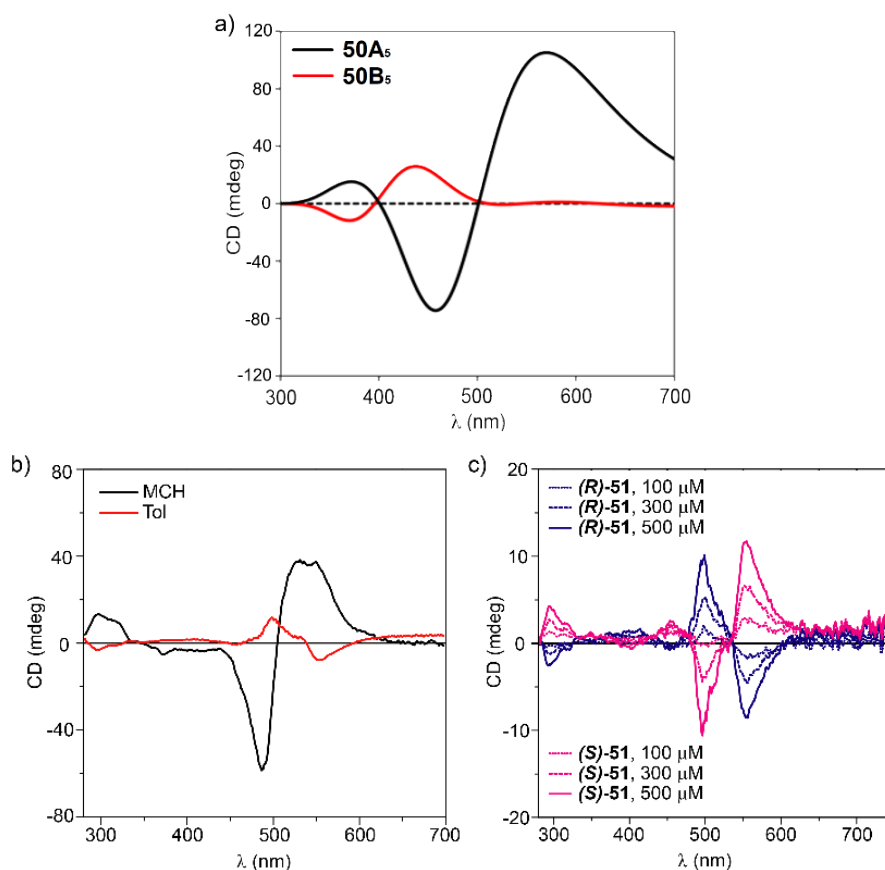 a)
120
80
40
0
-40
-80
-120
CD (mdeg)
50A₅
50B₅
300 400 500 600 700
λ (nm)
b)
80
40
0
-40
-80
CD (mdeg)
MCH
Tol
300 400 500 600 700
λ (nm)
c)
20
10
0
-10
-20
CD (mdeg)
(R)-51, 100 μM
(R)-51, 300 μM
(R)-51, 500 μM
(S)-51, 100 μM
(S)-51, 300 μM
(S)-51, 500 μM
300 400 500 600 700
λ (nm)